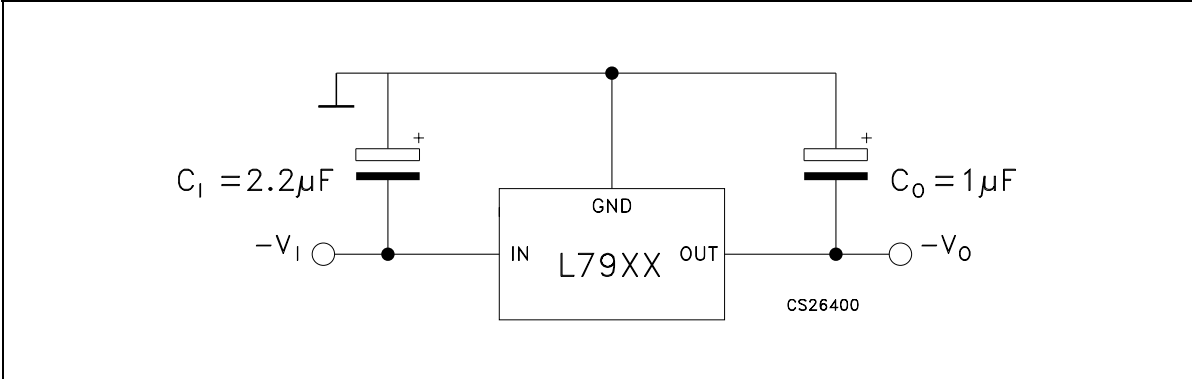 +
+
C_I =2.2µF
GND
C_O=1µF
-V_I
IN
L79XX
OUT
-V_O
CS26400